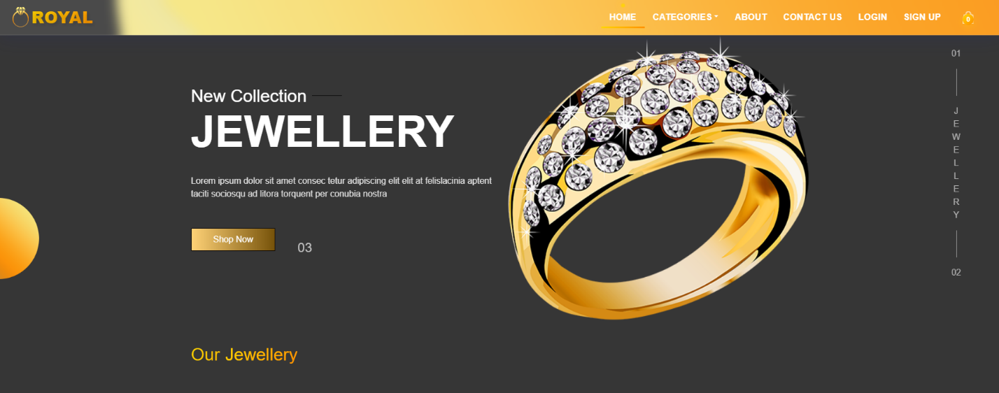 ROYAL
HOME CATEGORIES ABOUT CONTACT US LOGIN SIGN UP 0
01
New Collection
JEWELLERY
Lorem ipsum dolor sit amet consec tetur adipiscing elit elit at felislacinia aptent
taciti sociosqu ad litora torquent per conubia nostra
Shop Now
03
J
E
W
E
L
L
E
R
Y
02
Our Jewellery